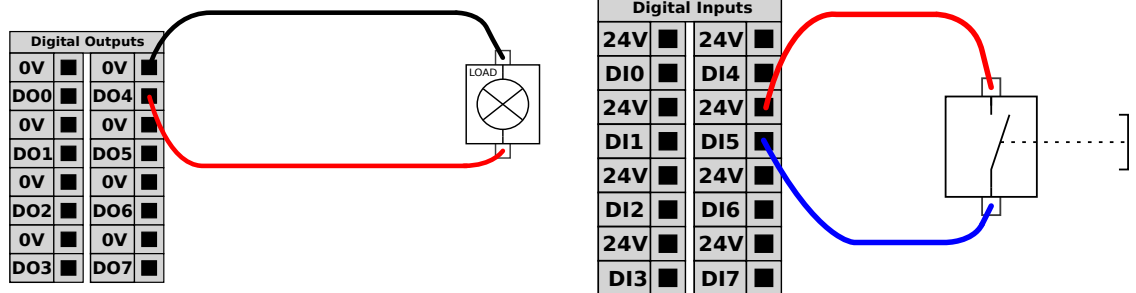 Digital Outputs
0V 0V
DO0 DO4
0V 0V
DO1 DO5
0V 0V
DO2 DO6
0V 0V
DO3 DO7
LOAD
Digital Inputs
24V 24V
DI0 DI4
24V 24V
DI1 DI5
24V 24V
DI2 DI6
24V 24V
DI3 DI7